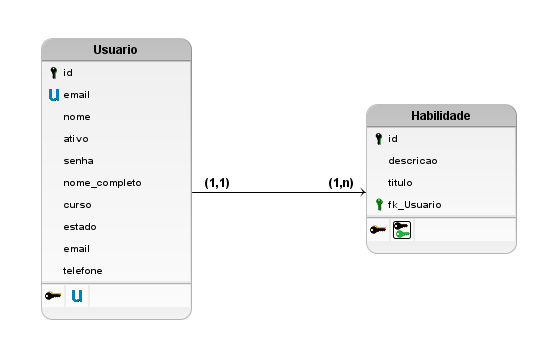 Usuario
id
U email
nome
ativo
senha
nome_completo
curso
estado
email
telefone
U
(1,1)
(1,n)
Habilidade
id
descricao
titulo
fk_Usuario